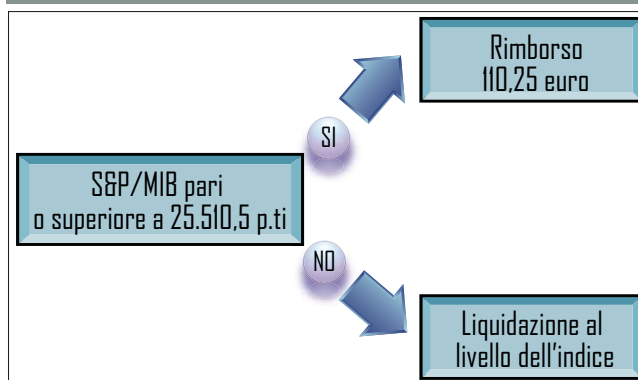 Rimborso
110,25 euro
SI
S&P/MIB pari
o superiore a 25.510,5 p.ti
NO
Liquidazione al
livello dell'indice